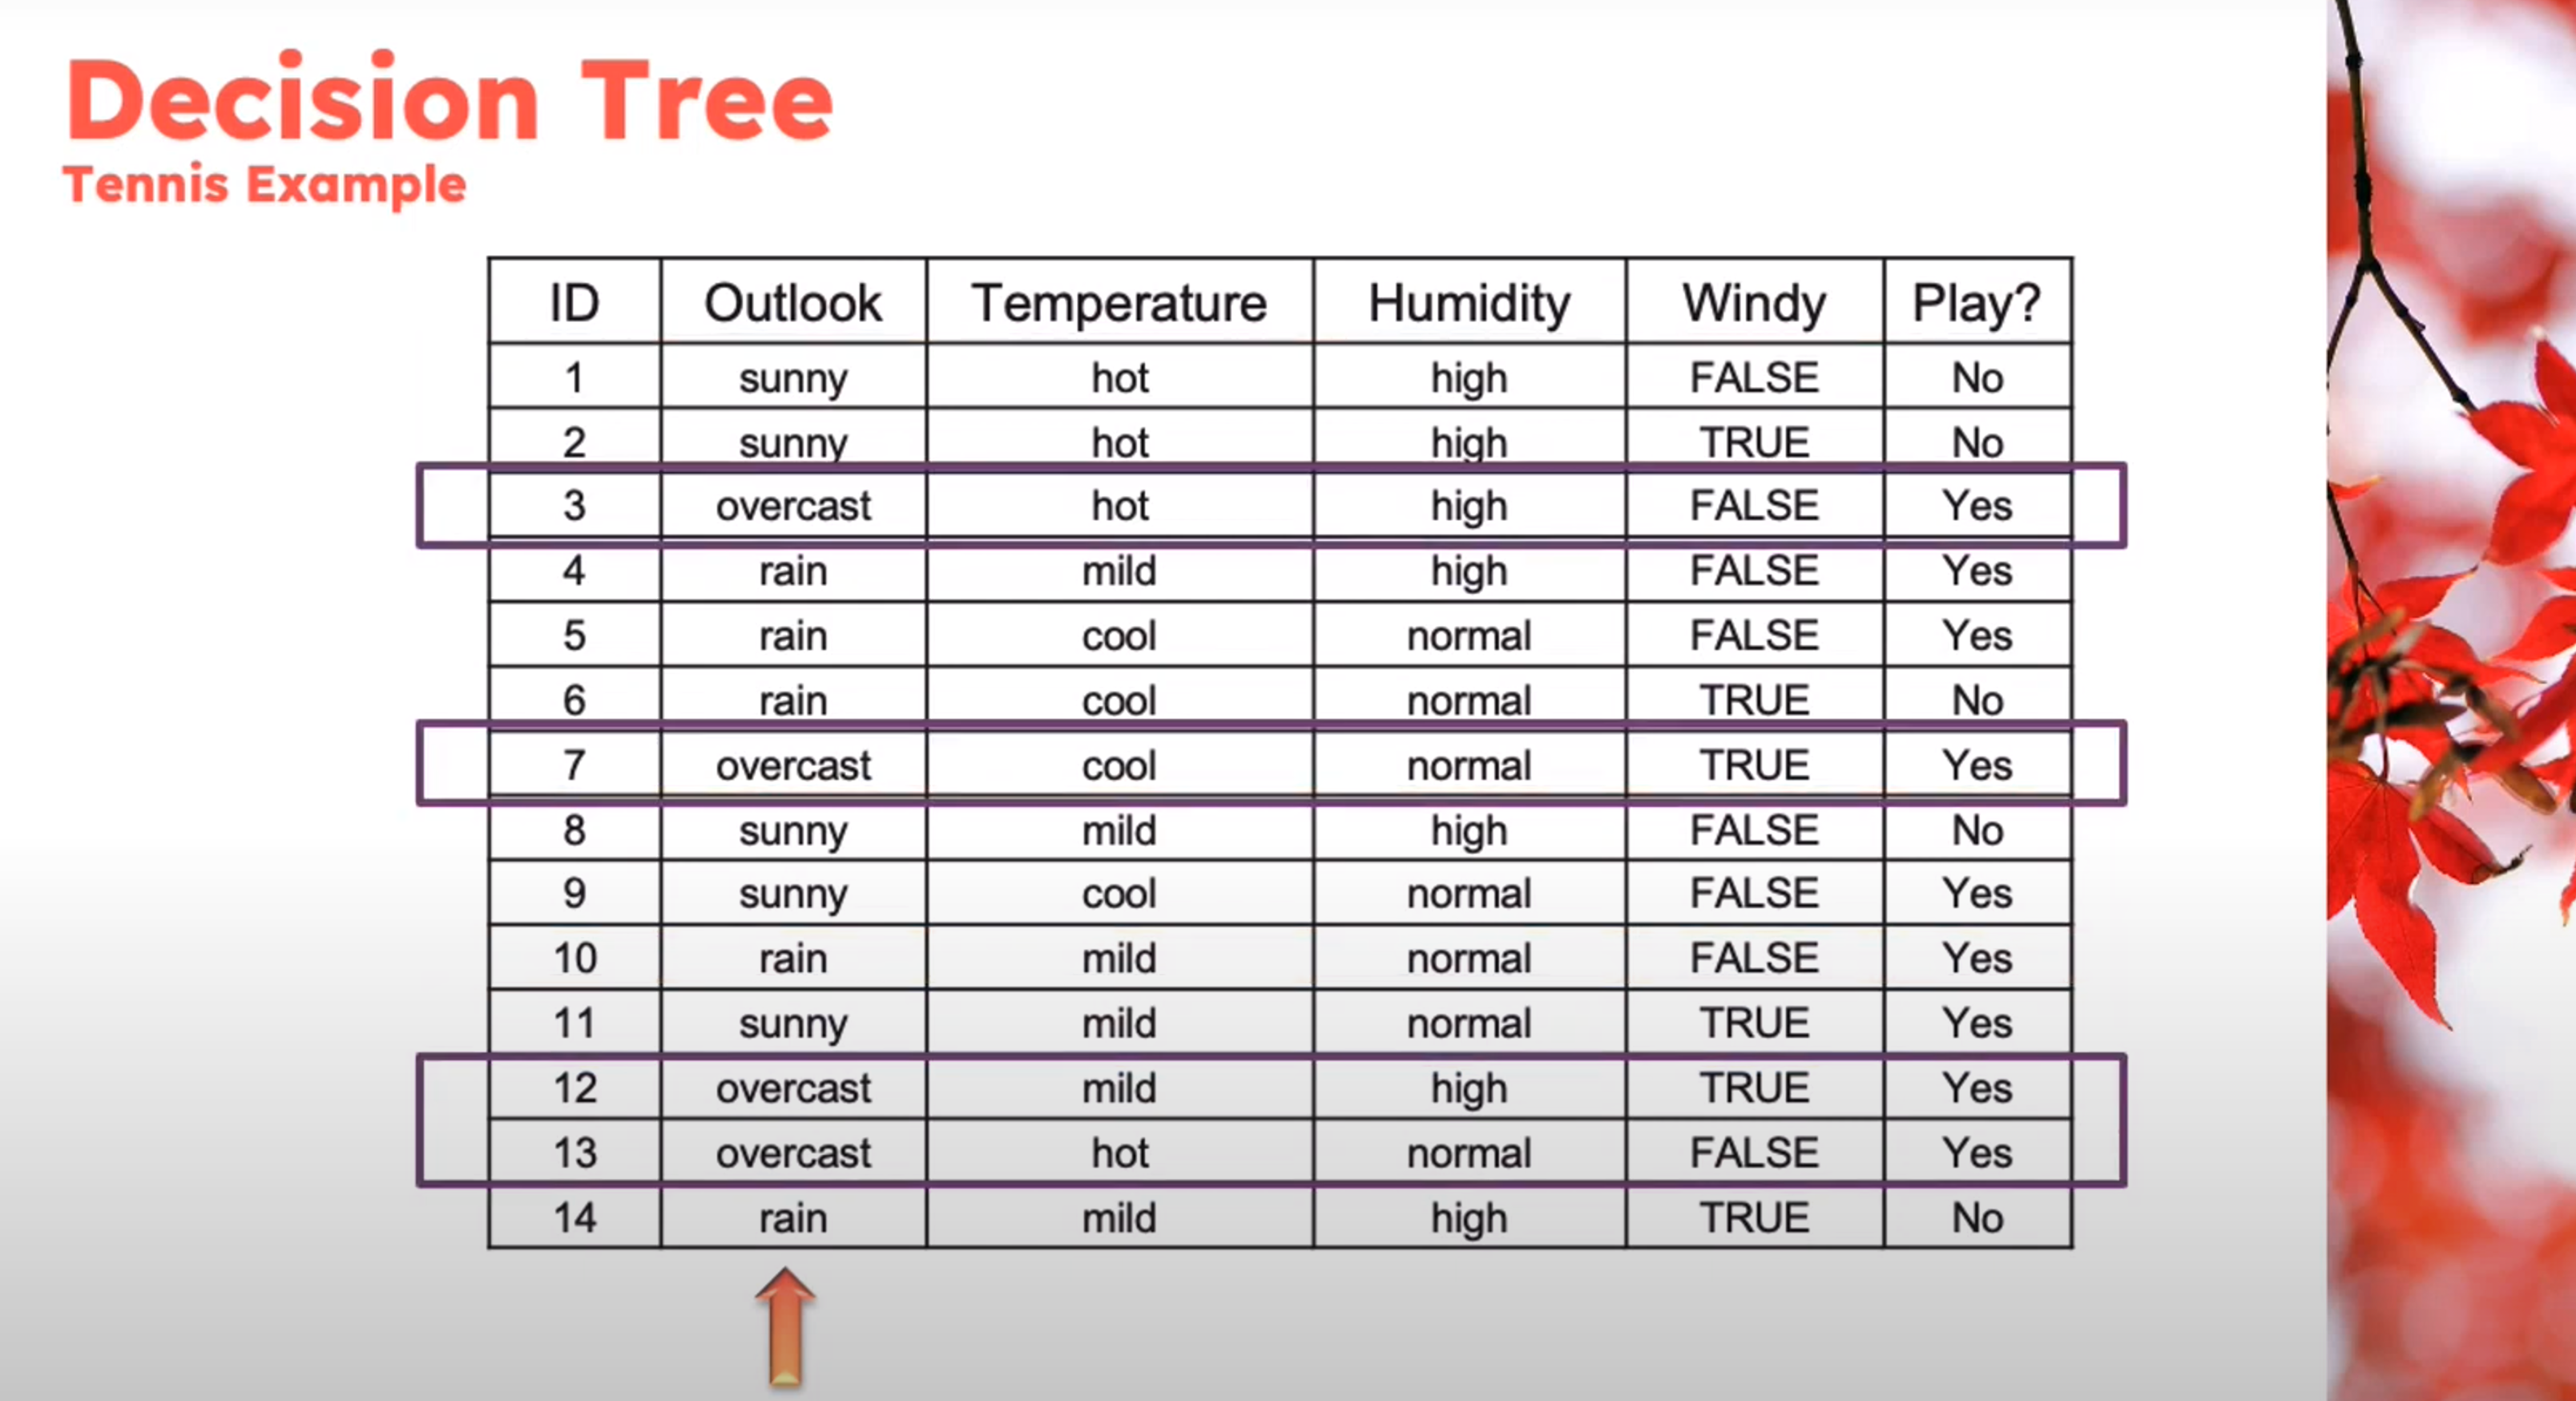 Decision Tree
Tennis Example
ID Outlook Temperature Humidity Windy Play?
1 sunny hot high FALSE No
2 sunny hot high TRUE No
3 overcast hot high FALSE Yes
4 rain mild high FALSE Yes
5 rain cool normal FALSE Yes
6 rain cool normal TRUE No
7 overcast cool normal TRUE Yes
8 sunny mild high FALSE No
9 sunny cool normal FALSE Yes
10 rain mild normal FALSE Yes
11 sunny mild normal TRUE Yes
12 overcast mild high TRUE Yes
13 overcast hot normal FALSE Yes
14 rain mild high TRUE No